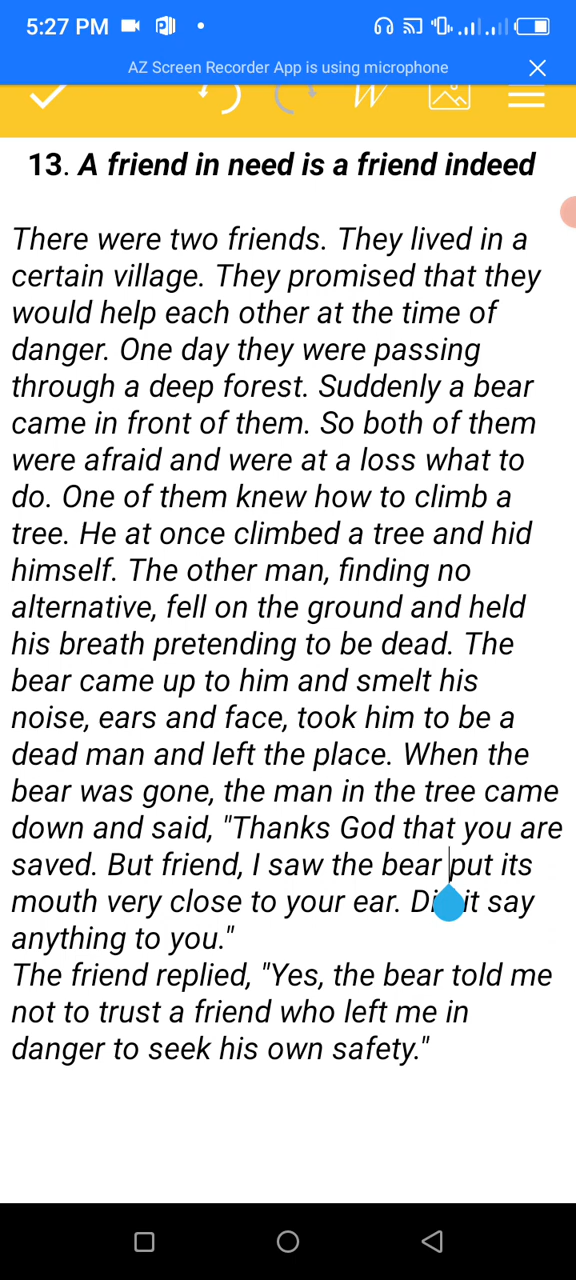 5:27 PM
AZ Screen Recorder App is using microphone
13. A friend in need is a friend indeed
There were two friends. They lived in a
certain village. They promised that they
would help each other at the time of
danger. One day they were passing
through a deep forest. Suddenly a bear
came in front of them. So both of them
were afraid and were at a loss what to
do. One of them knew how to climb a
tree. He at once climbed a tree and hid
himself. The other man, finding no
alternative, fell on the ground and held
his breath pretending to be dead. The
bear came up to him and smelt his
noise, ears and face, took him to be a
dead man and left the place. When the
bear was gone, the man in the tree came
down and said, "Thanks God that you are
saved. But friend, I saw the bear put its
mouth very close to your ear. Did it say
anything to you."
The friend replied, "Yes, the bear told me
not to trust a friend who left me in
danger to seek his own safety."